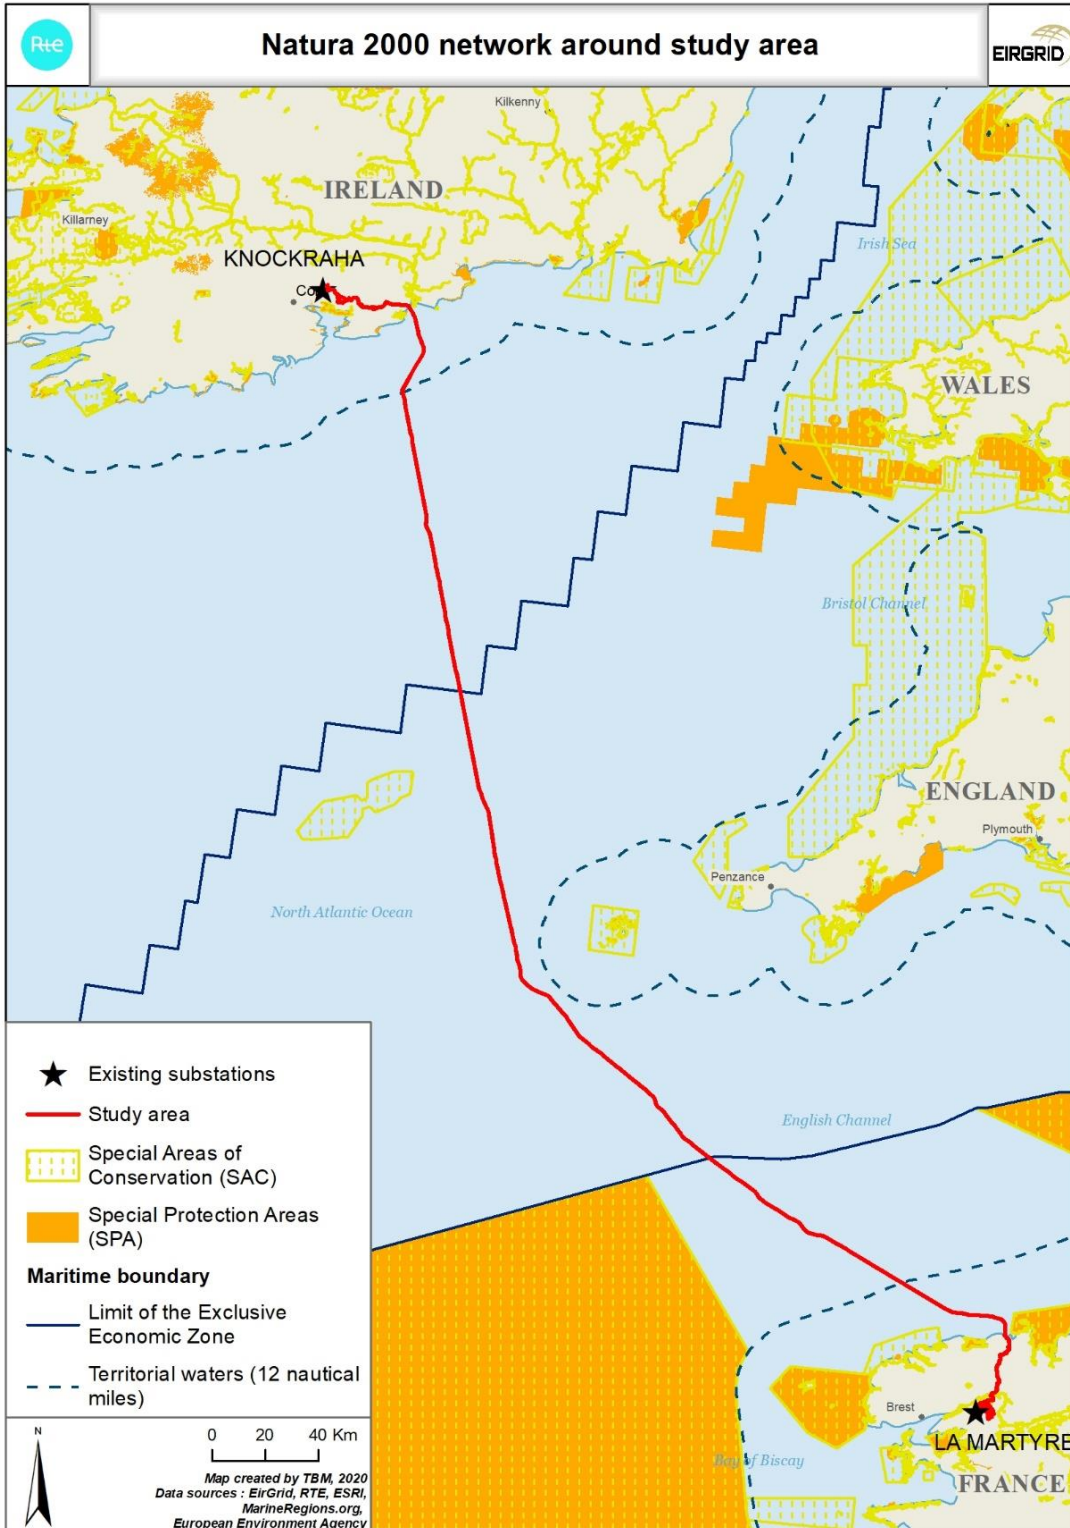 Rte
Natura 2000 network around study area
EIRGRID
Kilkenny
IRELAND
Killarney
KNOCKRAHA
Irish Sea
WALES
Bristol Channel
ENGLAND
Plymouth
Penzance
North Atlantic Ocean
English Channel
Brest
LA MARTYRE
Bay of Biscay
FRANCE
Existing substations
Study area
Special Areas of
Conservation (SAC)
Special Protection Areas
(SPA)
Maritime boundary
Limit of the Exclusive
Economic Zone
Territorial waters (12 nautical
miles)
N
0 20 40 Km
Map created by TBM, 2020
Data sources : EirGrid, RTE, ESRI,
MarineRegions.org,
European Environment Agency